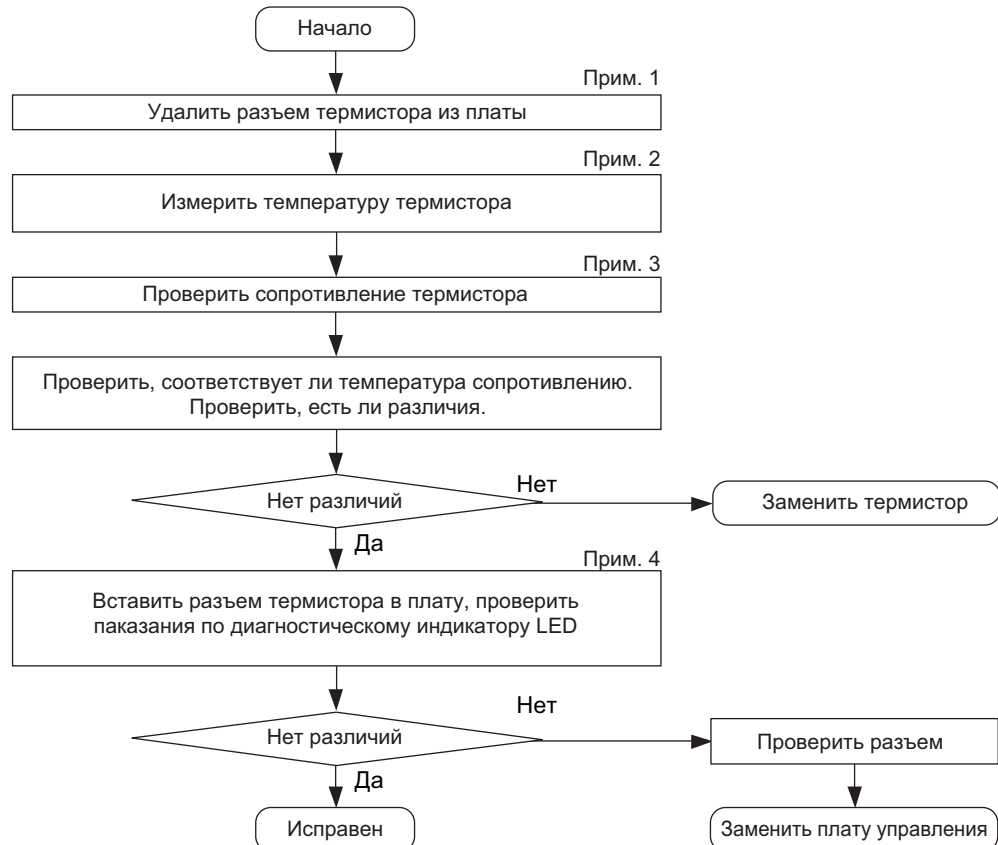 Начало
Прим. 1
Удалить разъем термистора из платы
Прим. 2
Измерить температуру термистора
Прим. 3
Проверить сопротивление термистора
Проверить, соответствует ли температура сопротивлению.
Проверить, есть ли различия.
Нет различий
Нет
Заменить термистор
Да
Прим. 4
Вставить разъем термистора в плату, проверить
паказания по диагностическому индикатору LED
Нет
Нет различий
Проверить разъем
Да
Исправен
Заменить плату управления